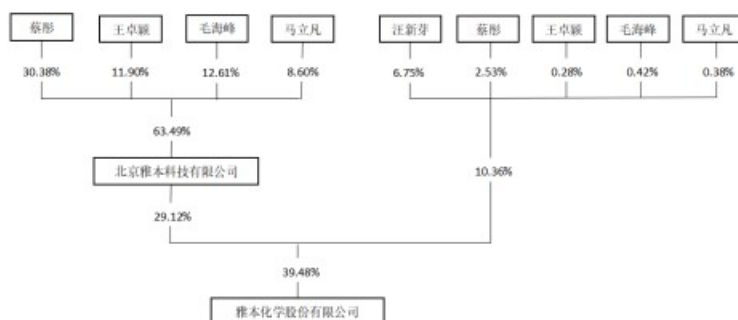 蔡彤 王卓颖 毛海峰 马立凡 汪新芽 蔡彤 王卓颖 毛海峰 马立凡
30.38% 11.90% 12.61% 8.60% 6.75% 2.53% 0.28% 0.42% 0.38%
63.49%
北京雅本科技有限公司 10.36%
29.12%
39.48%
雅本化学股份有限公司